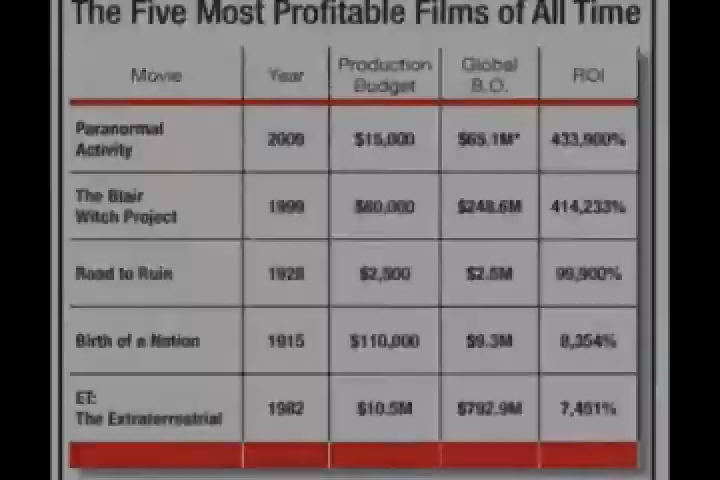 The Five Most Profitable Films of All Time
Movie Year Production Budget Global B.O. ROI
Paranormal Activity 2009 $15,000 $65.1M* 433,900%
The Blair Witch Project 1999 $60,000 $248.6M 414,233%
Road to Ruin 1928 $2,500 $2.5M 99,900%
Birth of a Nation 1915 $110,000 $9.3M 8,354%
ET: The Extraterrestrial 1982 $10.5M $792.9M 7,451%